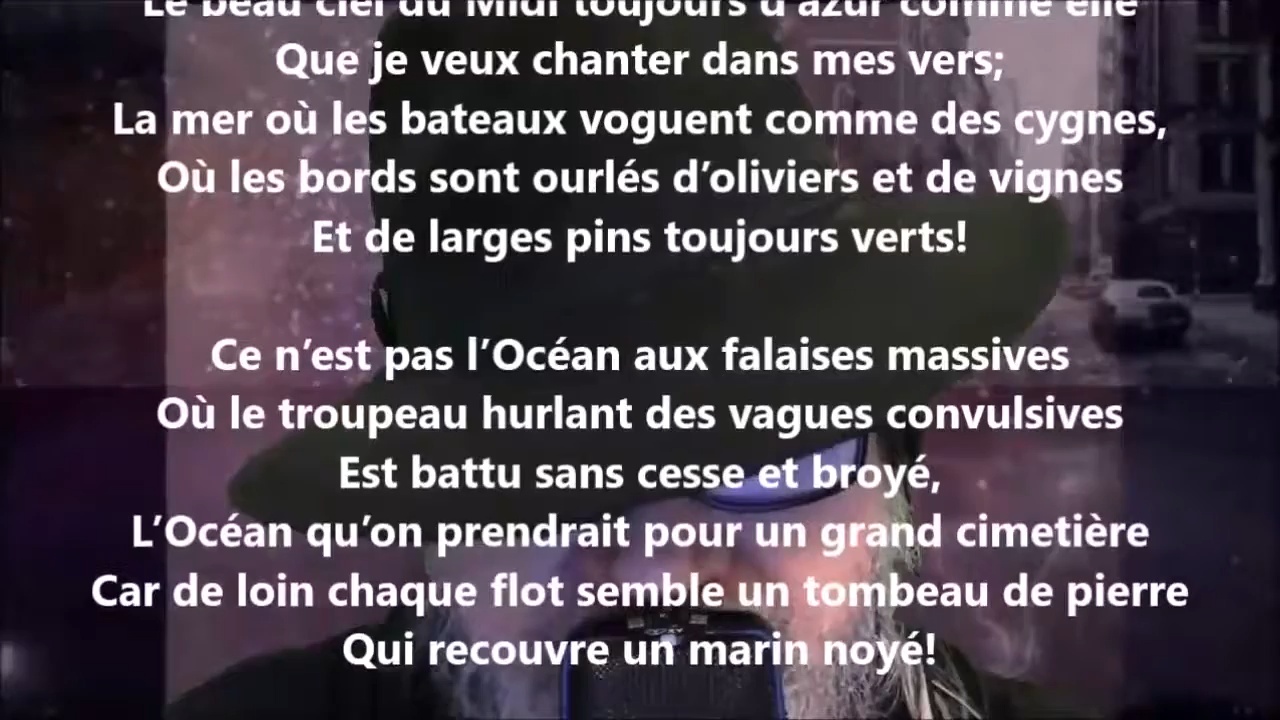 Le beau ciel du Midi toujours d'azur comme elle
Que je veux chanter dans mes vers;
La mer où les bateaux voguent comme des cygnes,
Où les bords sont ourlés d’oliviers et de vignes
Et de larges pins toujours verts!
Ce n’est pas l’Océan aux falaises massives
Où le troupeau hurlant des vagues convulsives
Est battu sans cesse et broyé,
L’Océan qu’on prendrait pour un grand cimetière
Car de loin chaque flot semble un tombeau de pierre
Qui recouvre un marin noyé!